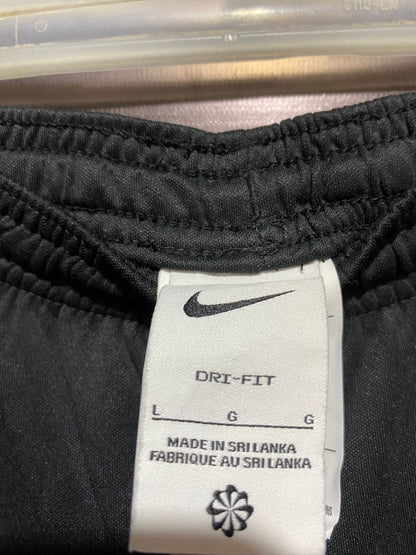 DRI-FIT
L G G
MADE IN SRI LANKA
FABRIQUE AU SRI LANKA